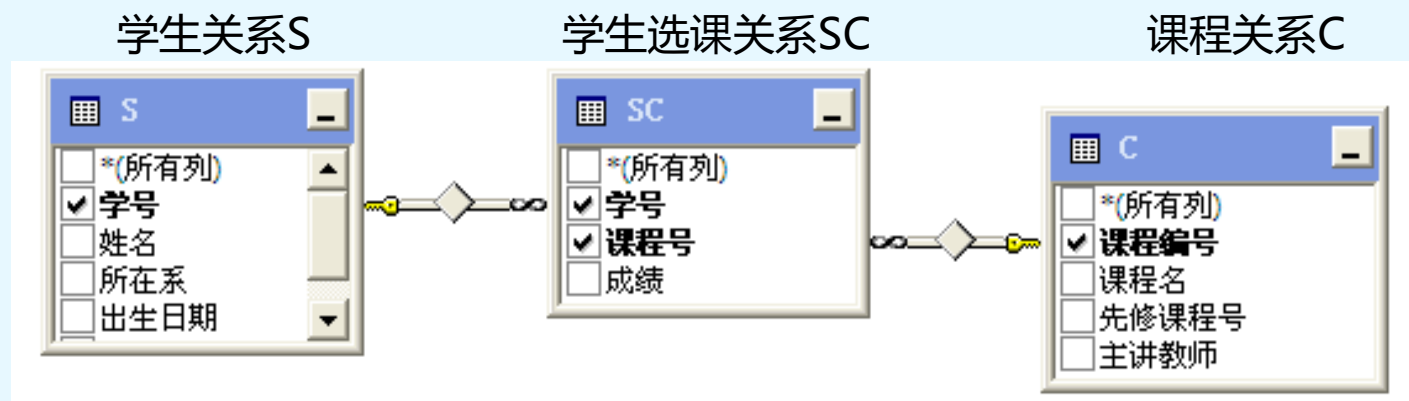 学生关系S
学生选课关系SC
课程关系C
S
*(所有列)
学号
姓名
所在系
出生日期
SC
*(所有列)
学号
课程号
成绩
C
*(所有列)
课程编号
课程名
先修课程号
主讲教师